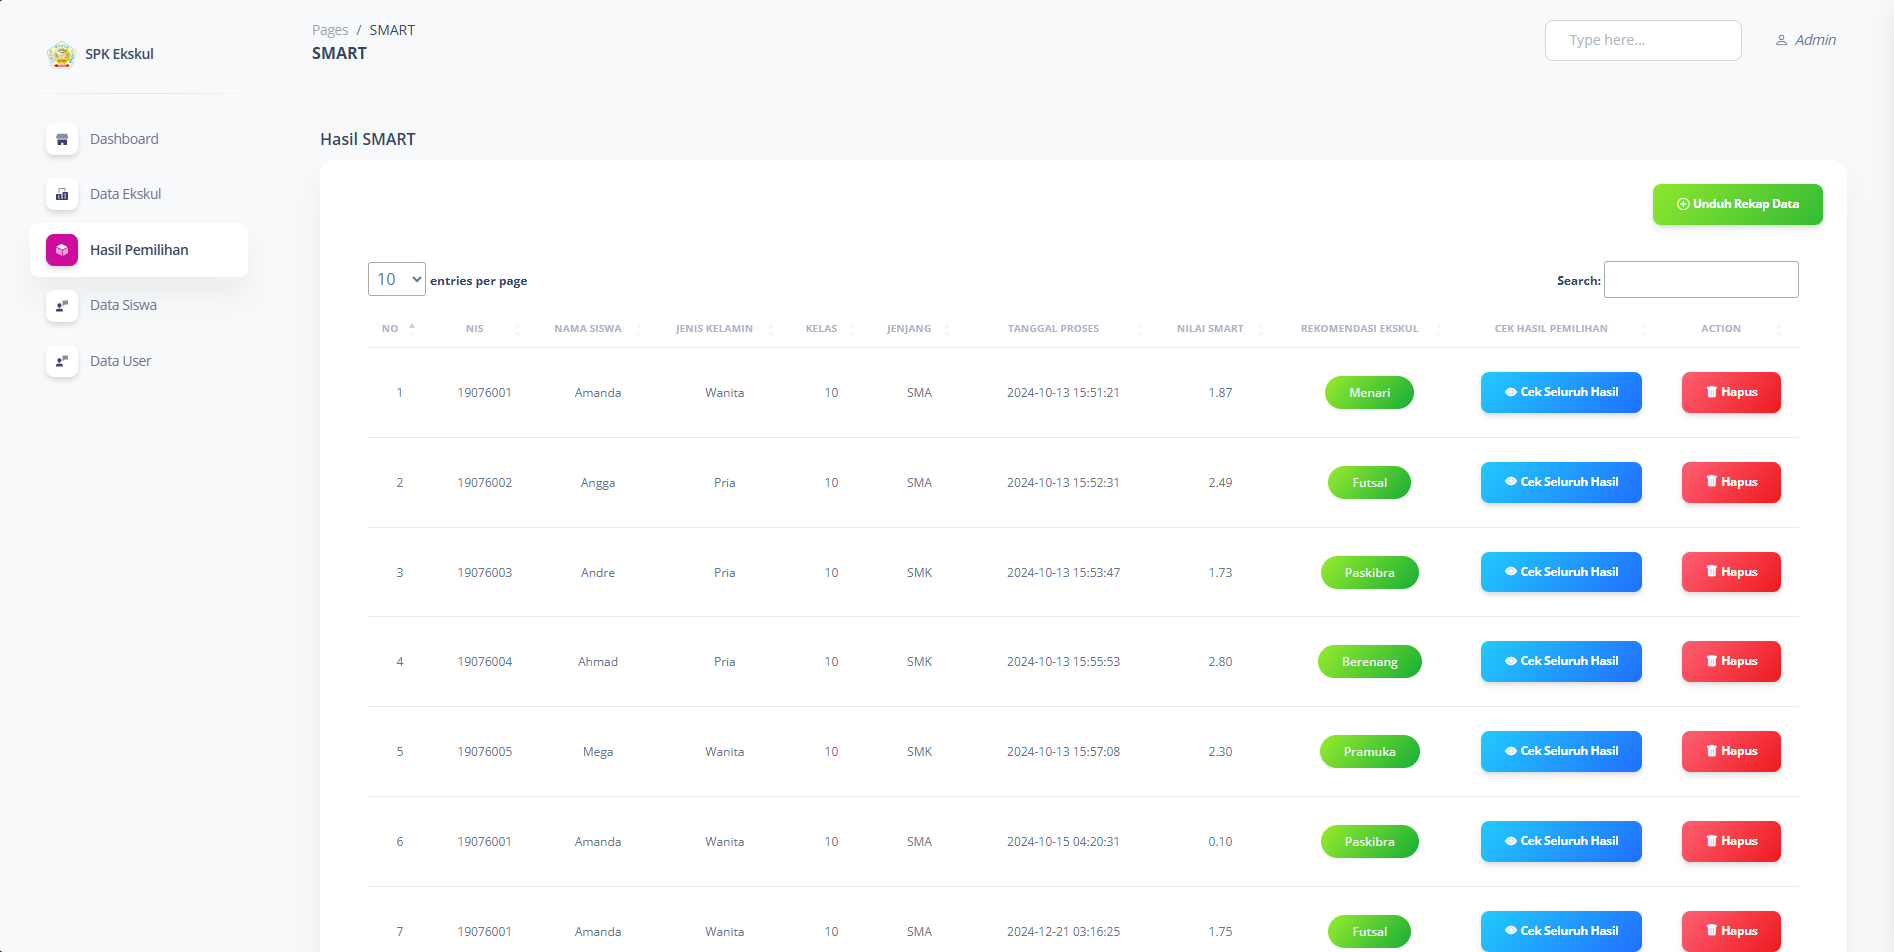 SPK Ekskul
Dashboard
Data Ekskul
Hasil Pemilihan
Data Siswa
Data User
Pages / SMART
SMART
Type here...
Admin
Hasil SMART
Unduh Rekap Data
10 entries per page
Search:
NO NIS NAMA SISWA JENIS KELAMIN KELAS JENJANG TANGGAL PROSES NILAI SMART REKOMENDASI EKSKUL CEK HASIL PEMILIHAN ACTION
1 19076001 Amanda Wanita 10 SMA 2024-10-13 15:51:21 1.87 Menari Cek Seluruh Hasil Hapus
2 19076002 Angga Pria 10 SMA 2024-10-13 15:52:31 2.49 Futsal Cek Seluruh Hasil Hapus
3 19076003 Andre Pria 10 SMK 2024-10-13 15:53:47 1.73 Paskibra Cek Seluruh Hasil Hapus
4 19076004 Ahmad Pria 10 SMK 2024-10-13 15:55:53 2.80 Berenang Cek Seluruh Hasil Hapus
5 19076005 Mega Wanita 10 SMK 2024-10-13 15:57:08 2.30 Pramuka Cek Seluruh Hasil Hapus
6 19076001 Amanda Wanita 10 SMA 2024-10-15 04:20:31 0.10 Paskibra Cek Seluruh Hasil Hapus
7 19076001 Amanda Wanita 10 SMA 2024-12-21 03:16:25 1.75 Futsal Cek Seluruh Hasil Hapus